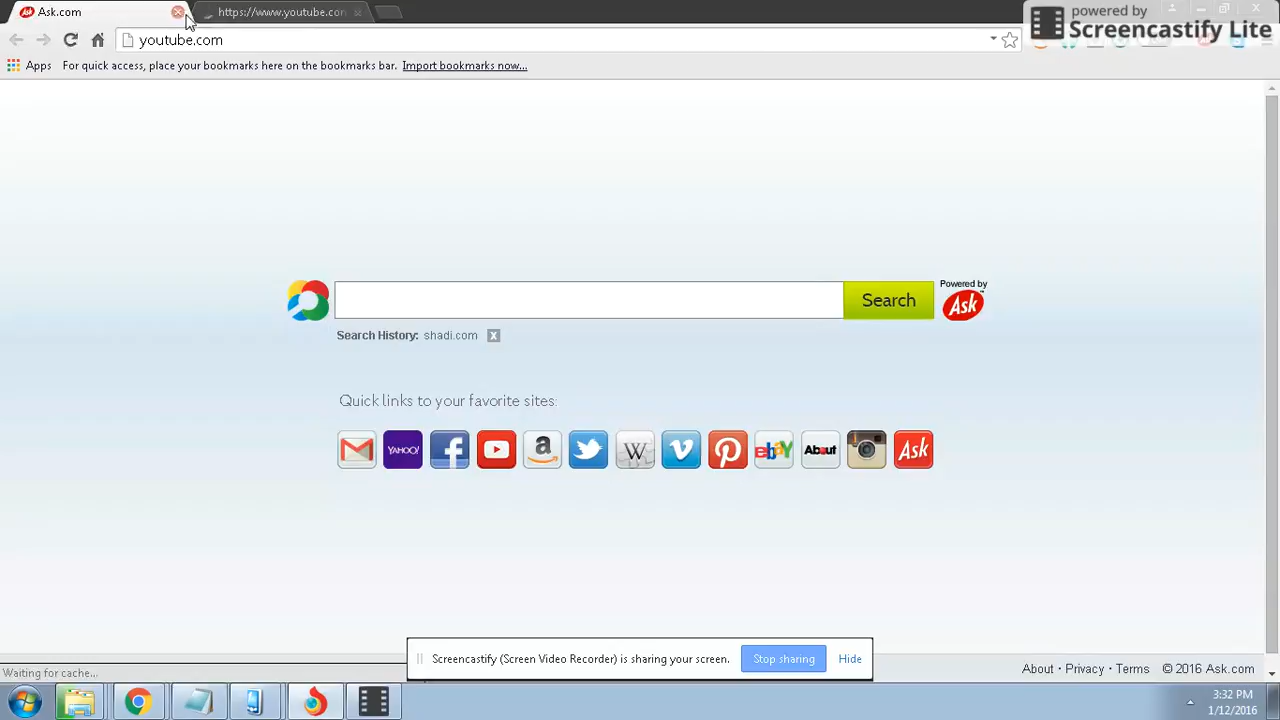 Ask.com
https://www.youtube.com
powered by
Screencastify Lite
youtube.com
Apps
For quick access, place your bookmarks here on the bookmarks bar. Import bookmarks now...
Search
Powered by
Ask
Search History: shadi.com X
Quick links to your favorite sites:
YAHOO!
f
a
W
V
ebay
About
Ask
Screencastify (Screen Video Recorder) is sharing your screen. Stop sharing Hide
Waiting for cache...
About · Privacy · Terms © 2016 Ask.com
3:32 PM
1/12/2016